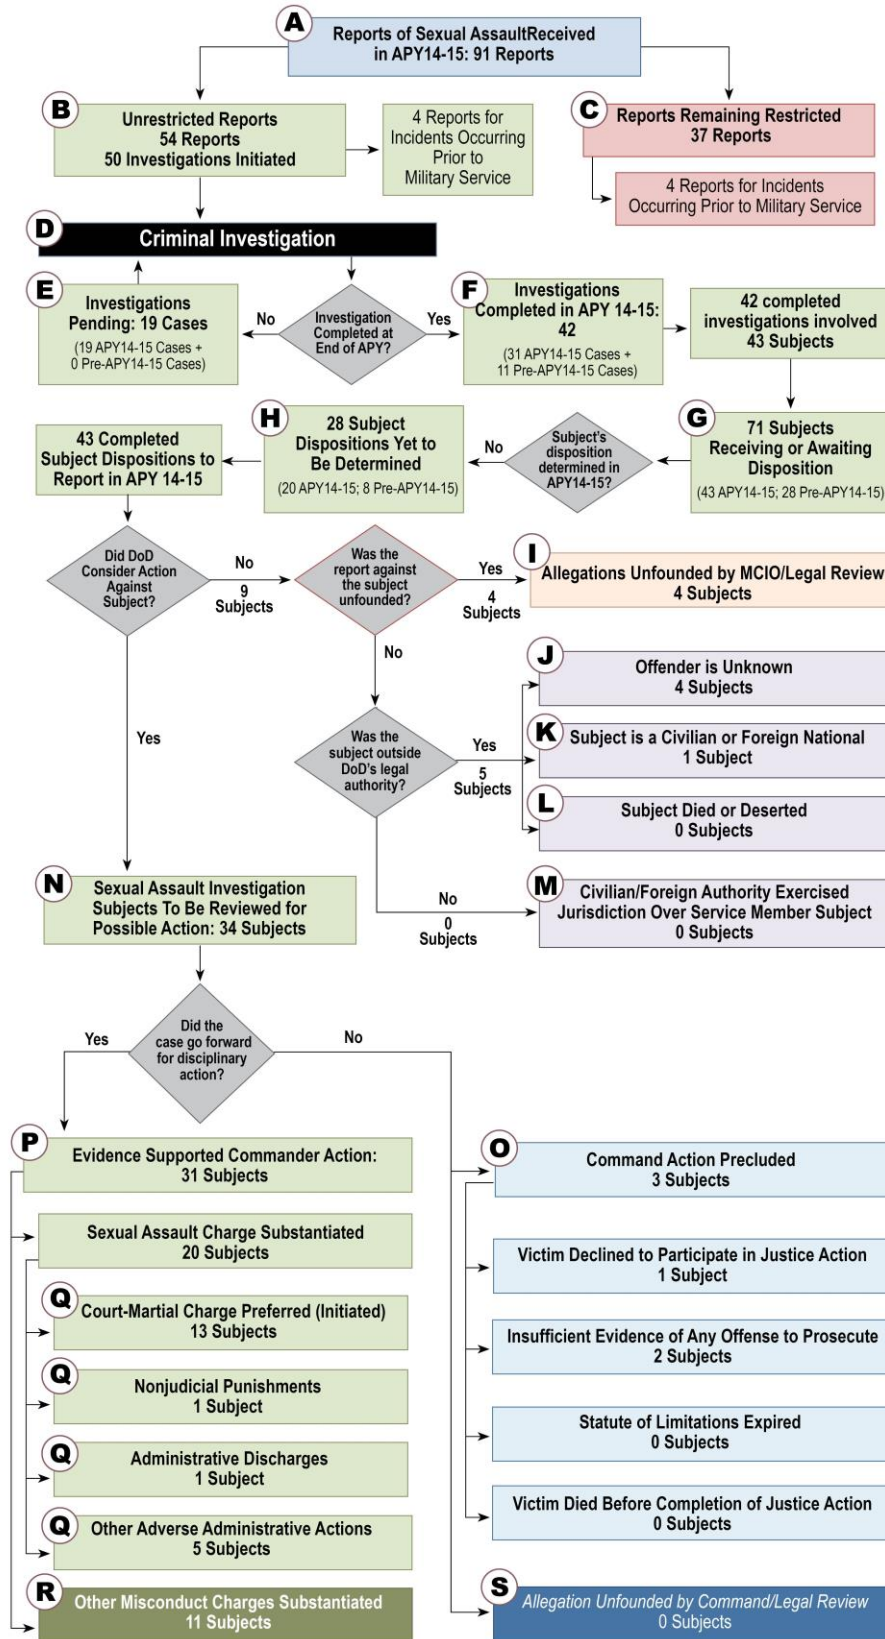 A
Reports of Sexual AssaultReceived
in APY14-15: 91 Reports
B
Unrestricted Reports
54 Reports
50 Investigations Initiated
4 Reports for
Incidents Occurring
Prior to
Military Service
C
Reports Remaining Restricted
37 Reports
4 Reports for Incidents
Occurring Prior to Military Service
D
Criminal Investigation
E
Investigations
Pending: 19 Cases
(19 APY14-15 Cases +
0 Pre-APY14-15 Cases)
No
Investigation
Completed at
End of APY?
Yes
F
Investigations
Completed in APY 14-15:
42
(31 APY14-15 Cases +
11 Pre-APY14-15 Cases)
42 completed
investigations involved
43 Subjects
G
71 Subjects
Receiving or Awaiting
Disposition
(43 APY14-15; 28 Pre-APY14-15)
Subject's
disposition
determined in
APY14-15?
No
H
28 Subject
Dispositions Yet to
Be Determined
(20 APY14-15; 8 Pre-APY14-15)
43 Completed
Subject Dispositions to
Report in APY 14-15
Did DoD
Consider Action
Against
Subject?
No
9
Subjects
Was the
report against
the subject
unfounded?
Yes
4
Subjects
I
Allegations Unfounded by MCIO/Legal Review
4 Subjects
No
Yes
Was the
subject outside
DoD's legal
authority?
Yes
5
Subjects
J
Offender is Unknown
4 Subjects
K
Subject is a Civilian or Foreign National
1 Subject
L
Subject Died or Deserted
0 Subjects
No
0
Subjects
M
Civilian/Foreign Authority Exercised
Jurisdiction Over Service Member Subject
0 Subjects
N
Sexual Assault Investigation
Subjects To Be Reviewed for
Possible Action: 34 Subjects
Did the
case go forward
for disciplinary
action?
Yes
No
P
Evidence Supported Commander Action:
31 Subjects
Sexual Assault Charge Substantiated
20 Subjects
Q
Court-Martial Charge Preferred (Initiated)
13 Subjects
Q
Nonjudicial Punishments
1 Subject
Q
Administrative Discharges
1 Subject
Q
Other Adverse Administrative Actions
5 Subjects
R
Other Misconduct Charges Substantiated
11 Subjects
O
Command Action Precluded
3 Subjects
Victim Declined to Participate in Justice Action
1 Subject
Insufficient Evidence of Any Offense to Prosecute
2 Subjects
Statute of Limitations Expired
0 Subjects
Victim Died Before Completion of Justice Action
0 Subjects
S
Allegation Unfounded by Command/Legal Review
0 Subjects